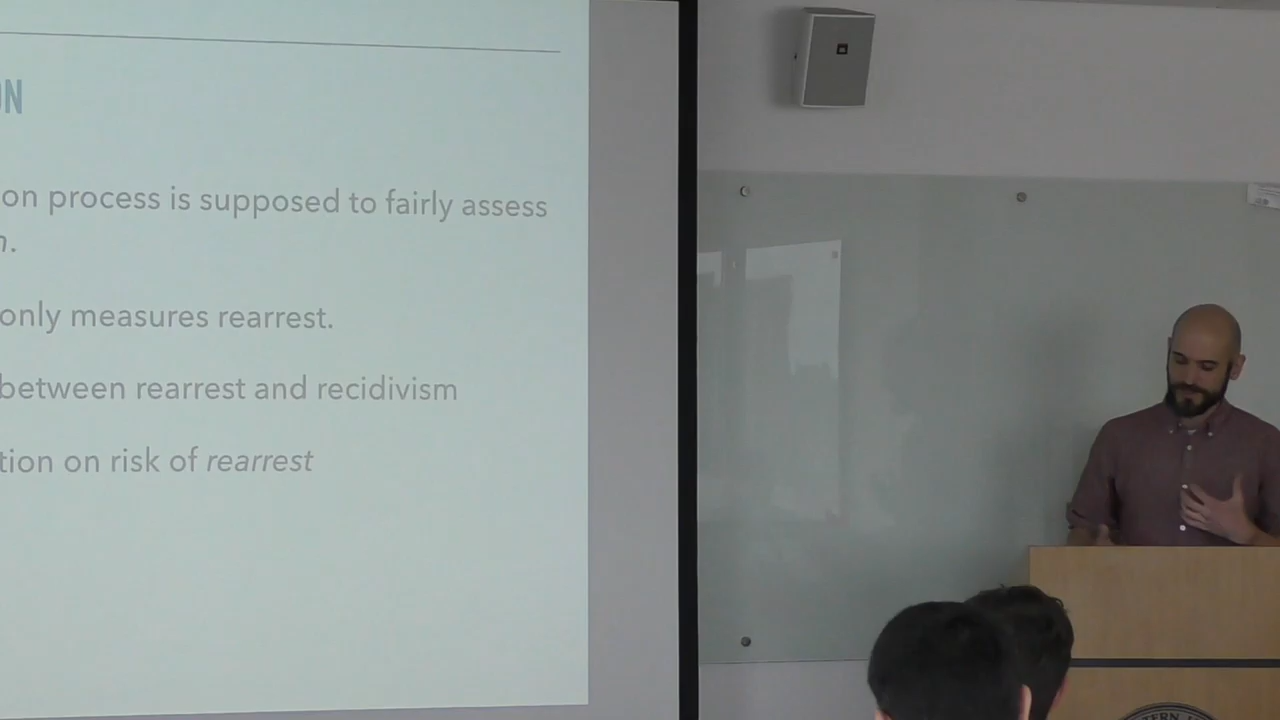 ON
on process is supposed to fairly assess
n.
only measures rearrest.
between rearrest and recidivism
tion on risk of rearrest
TERN